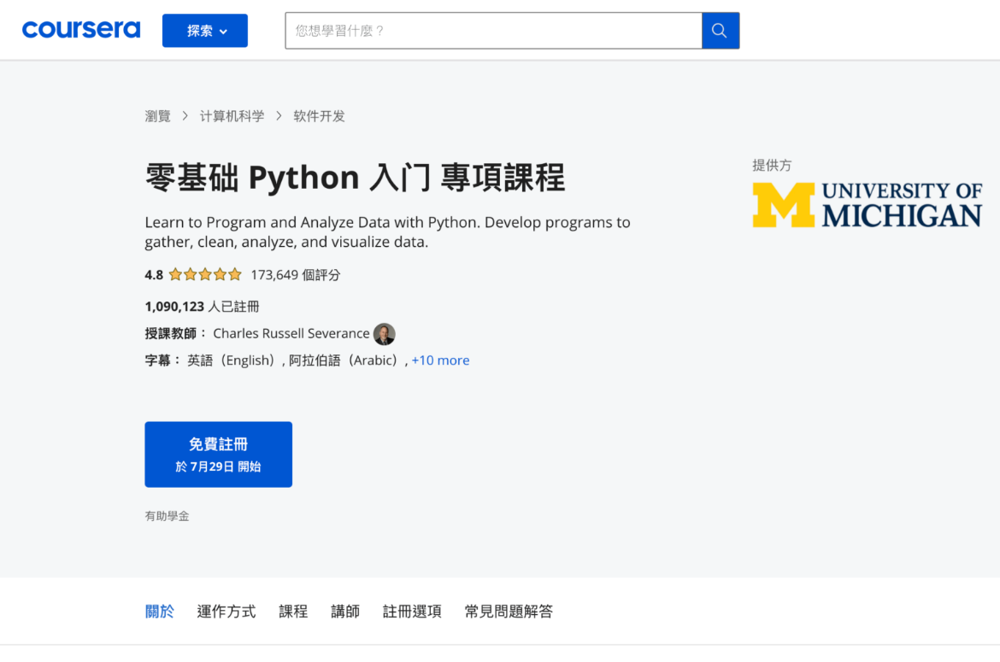 coursera
探索
您想學習什麼？
瀏覽 > 计算机科学 > 软件开发
零基础 Python 入门 專項課程
提供方
UNIVERSITY OF
MICHIGAN
Learn to Program and Analyze Data with Python. Develop programs to
gather, clean, analyze, and visualize data.
4.8 173,649 個評分
1,090,123 人已註冊
授課教師： Charles Russell Severance
字幕： 英語（English）, 阿拉伯語（Arabic）, +10 more
免費註冊
於 7月29日 開始
有助學金
關於 運作方式 課程 講師 註冊選項 常見問題解答